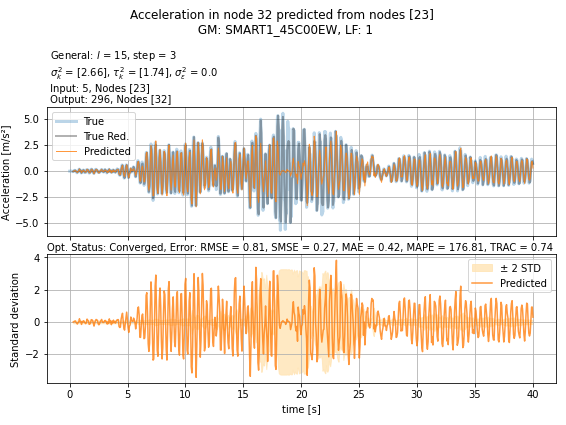 Acceleration in node 32 predicted from nodes [23]
GM: SMART1_45C00EW, LF: 1
General: l = 15, step = 3
σ²ₖ = [2.66], τ²ₖ = [1.74], σ²ₑ = 0.0
Input: 5, Nodes [23]
Output: 296, Nodes [32]
Acceleration [m/s²]
5.0
2.5
0.0
−2.5
−5.0
True
True Red.
Predicted
Opt. Status: Converged, Error: RMSE = 0.81, SMSE = 0.27, MAE = 0.42, MAPE = 176.81, TRAC = 0.74
Standard deviation
4
2
0
−2
± 2 STD
Predicted
0 5 10 15 20 25 30 35 40
time [s]